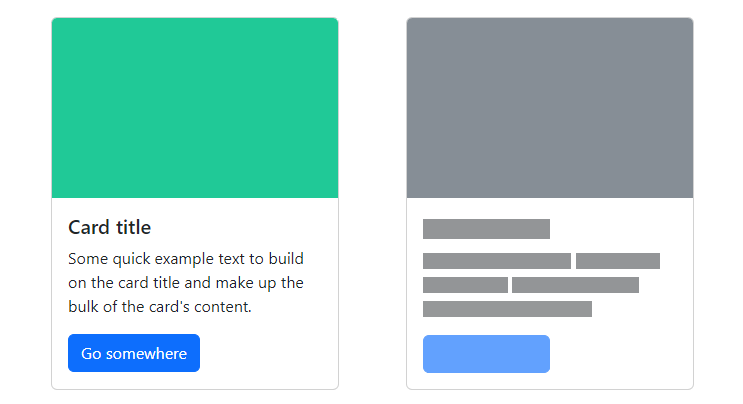 Card title
Some quick example text to build
on the card title and make up the
bulk of the card's content.
Go somewhere